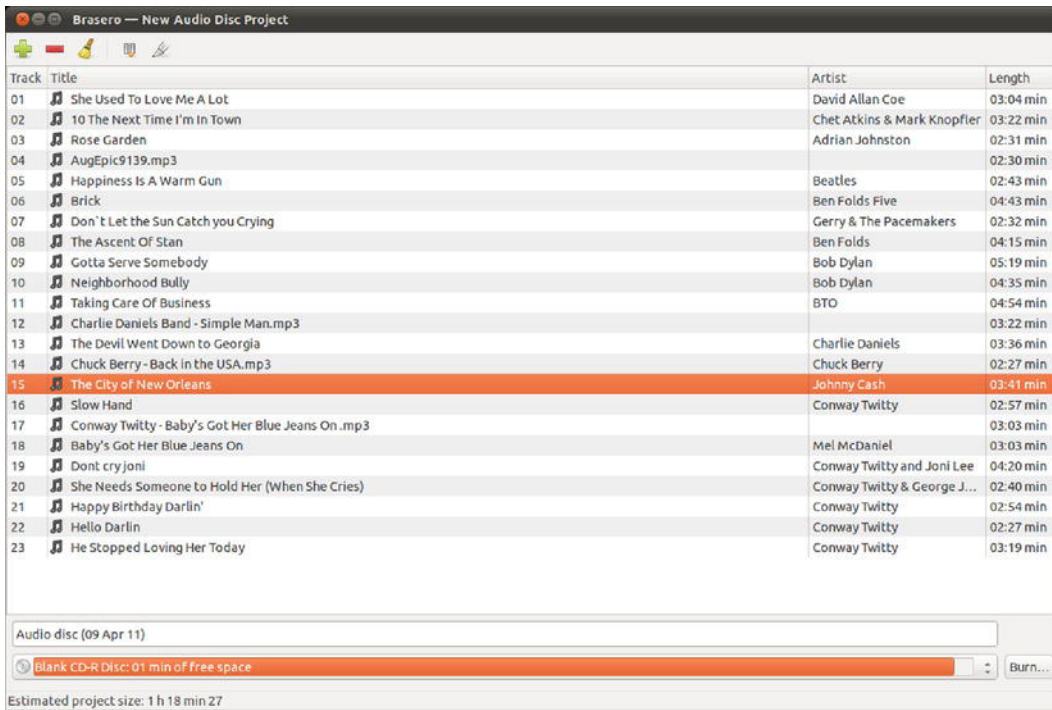 Brasero — New Audio Disc Project
Track Title Artist Length
01 She Used To Love Me A Lot David Allan Coe 03:04 min
02 10 The Next Time I'm In Town Chet Atkins & Mark Knopfler 03:22 min
03 Rose Garden Adrian Johnston 02:31 min
04 AugEpic9139.mp3 02:30 min
05 Happiness Is A Warm Gun Beatles 02:43 min
06 Brick Ben Folds Five 04:43 min
07 Don`t Let the Sun Catch you Crying Gerry & The Pacemakers 02:32 min
08 The Ascent Of Stan Ben Folds 04:15 min
09 Gotta Serve Somebody Bob Dylan 05:19 min
10 Neighborhood Bully Bob Dylan 04:35 min
11 Taking Care Of Business BTO 04:54 min
12 Charlie Daniels Band - Simple Man.mp3 03:22 min
13 The Devil Went Down to Georgia Charlie Daniels 03:36 min
14 Chuck Berry - Back in the USA.mp3 Chuck Berry 02:27 min
15 The City of New Orleans Johnny Cash 03:41 min
16 Slow Hand Conway Twitty 02:57 min
17 Conway Twitty - Baby's Got Her Blue Jeans On .mp3 03:03 min
18 Baby's Got Her Blue Jeans On Mel McDaniel 03:03 min
19 Dont cry joni Conway Twitty and Joni Lee 04:20 min
20 She Needs Someone to Hold Her (When She Cries) Conway Twitty & George J... 02:40 min
21 Happy Birthday Darlin' Conway Twitty 02:54 min
22 Hello Darlin Conway Twitty 02:27 min
23 He Stopped Loving Her Today Conway Twitty 03:19 min
Audio disc (09 Apr 11)
Blank CD-R Disc: 01 min of free space Burn...
Estimated project size: 1 h 18 min 27